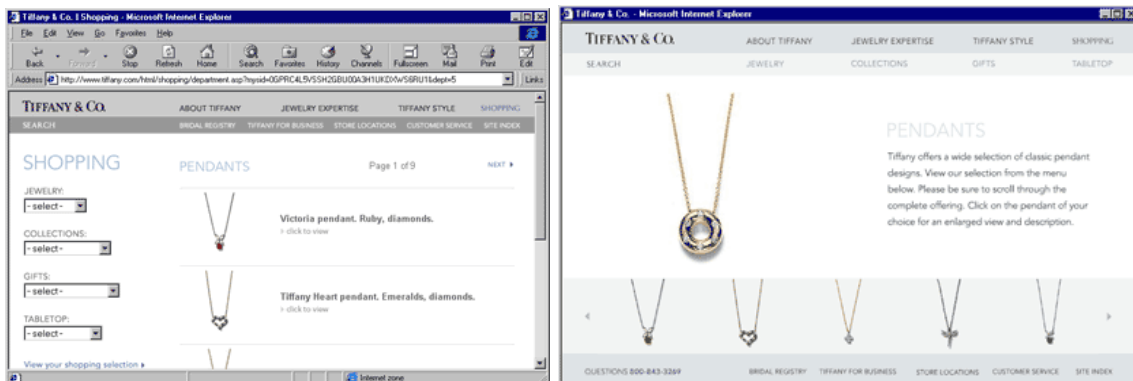 Tiffany & Co. | Shopping - Microsoft Internet Explorer
File Edit View Go Favorites Help
Back Forward Stop Refresh Home Search Favorites History Channels Fullscreen Mail Print Edit
Address Links
TIFFANY & CO. ABOUT TIFFANY JEWELRY EXPERTISE TIFFANY STYLE SHOPPING
SEARCH BRIDAL REGISTRY TIFFANY FOR BUSINESS STORE LOCATIONS CUSTOMER SERVICE SITE INDEX
SHOPPING
JEWELRY:
- select -
COLLECTIONS:
- select -
GIFTS:
- select -
TABLETOP:
- select -
View your shopping selection
PENDANTS Page 1 of 9 NEXT
Victoria pendant. Ruby, diamonds.
click to view
Tiffany Heart pendant. Emeralds, diamonds.
click to view
Internet zone
Tiffany & Co. - Microsoft Internet Explorer
TIFFANY & CO. ABOUT TIFFANY JEWELRY EXPERTISE TIFFANY STYLE SHOPPING
SEARCH JEWELRY COLLECTIONS GIFTS TABLETOP
PENDANTS
Tiffany offers a wide selection of classic pendant
designs. View our selection from the menu
below. Please be sure to scroll through the
complete offering. Click on the pendant of your
choice for an enlarged view and description.
QUESTIONS 800-843-3269 BRIDAL REGISTRY TIFFANY FOR BUSINESS STORE LOCATIONS CUSTOMER SERVICE SITE INDEX